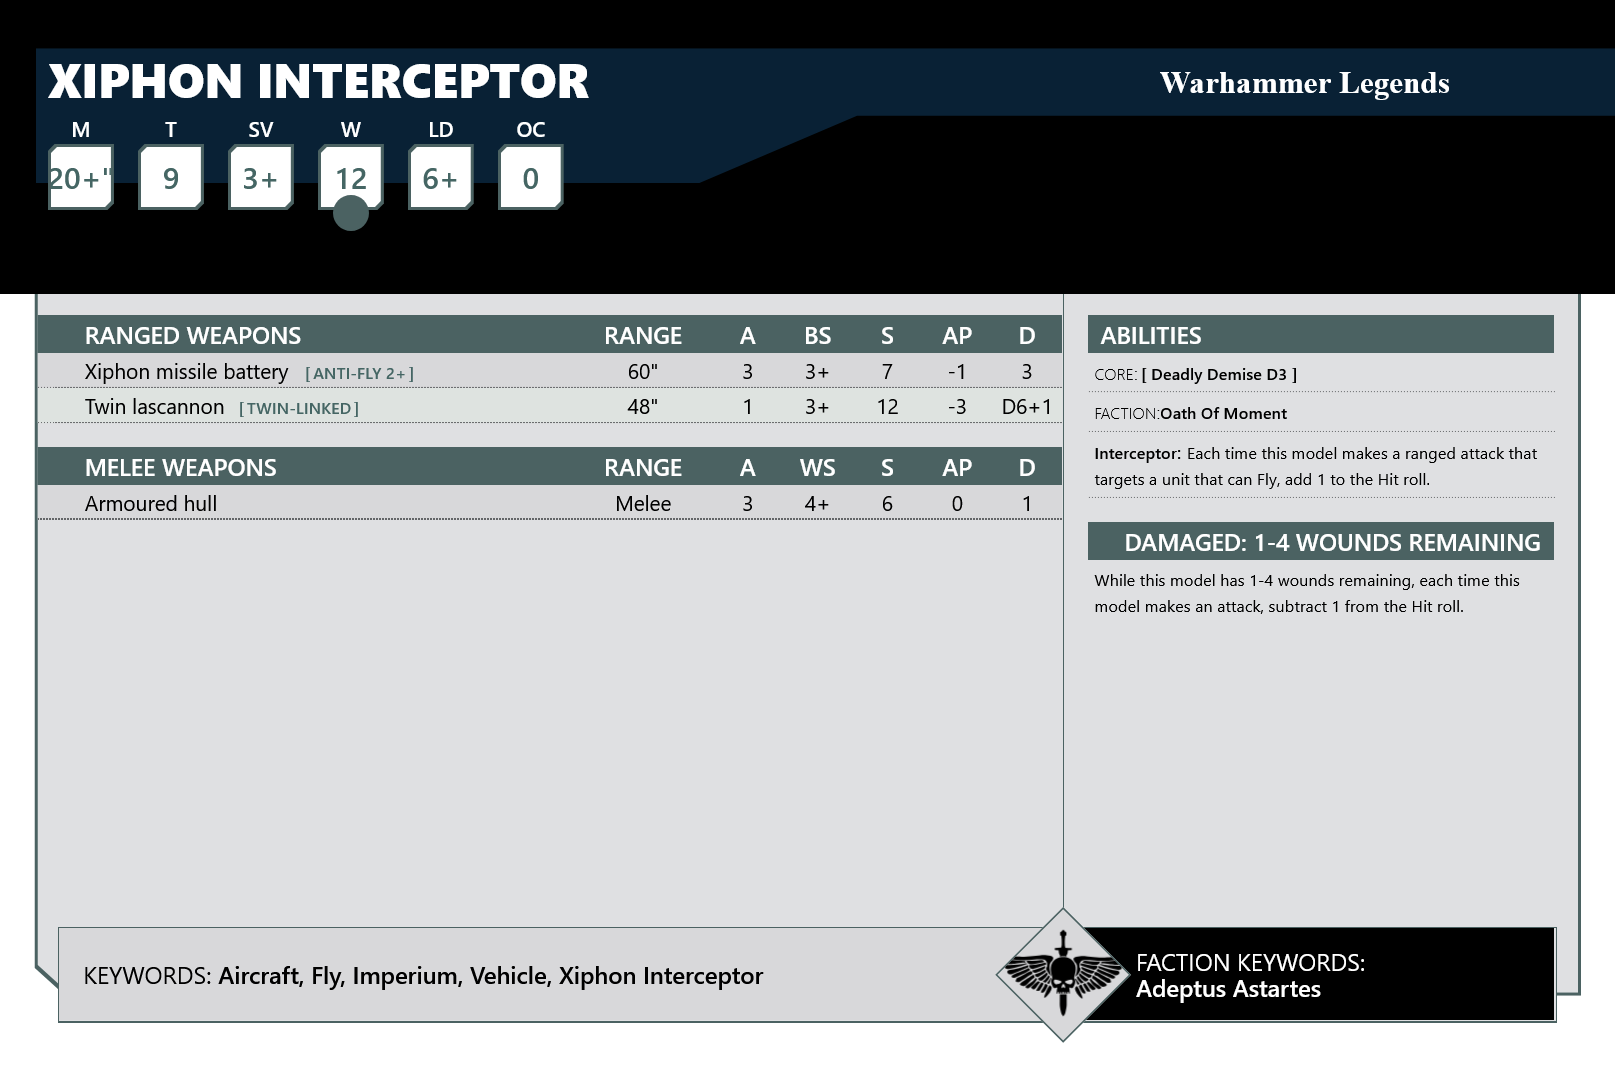 XIPHON INTERCEPTOR
Warhammer Legends
M T SV W LD OC
20+" 9 3+ 12 6+ 0
RANGED WEAPONS RANGE A BS S AP D
Xiphon missile battery [ ANTI-FLY 2+ ] 60" 3 3+ 7 -1 3
Twin lascannon [ TWIN-LINKED ] 48" 1 3+ 12 -3 D6+1
MELEE WEAPONS RANGE A WS S AP D
Armoured hull Melee 3 4+ 6 0 1
ABILITIES
CORE: [ Deadly Demise D3 ]
FACTION:Oath Of Moment
Interceptor: Each time this model makes a ranged attack that
targets a unit that can Fly, add 1 to the Hit roll.
DAMAGED: 1-4 WOUNDS REMAINING
While this model has 1-4 wounds remaining, each time this
model makes an attack, subtract 1 from the Hit roll.
KEYWORDS: Aircraft, Fly, Imperium, Vehicle, Xiphon Interceptor
FACTION KEYWORDS:
Adeptus Astartes